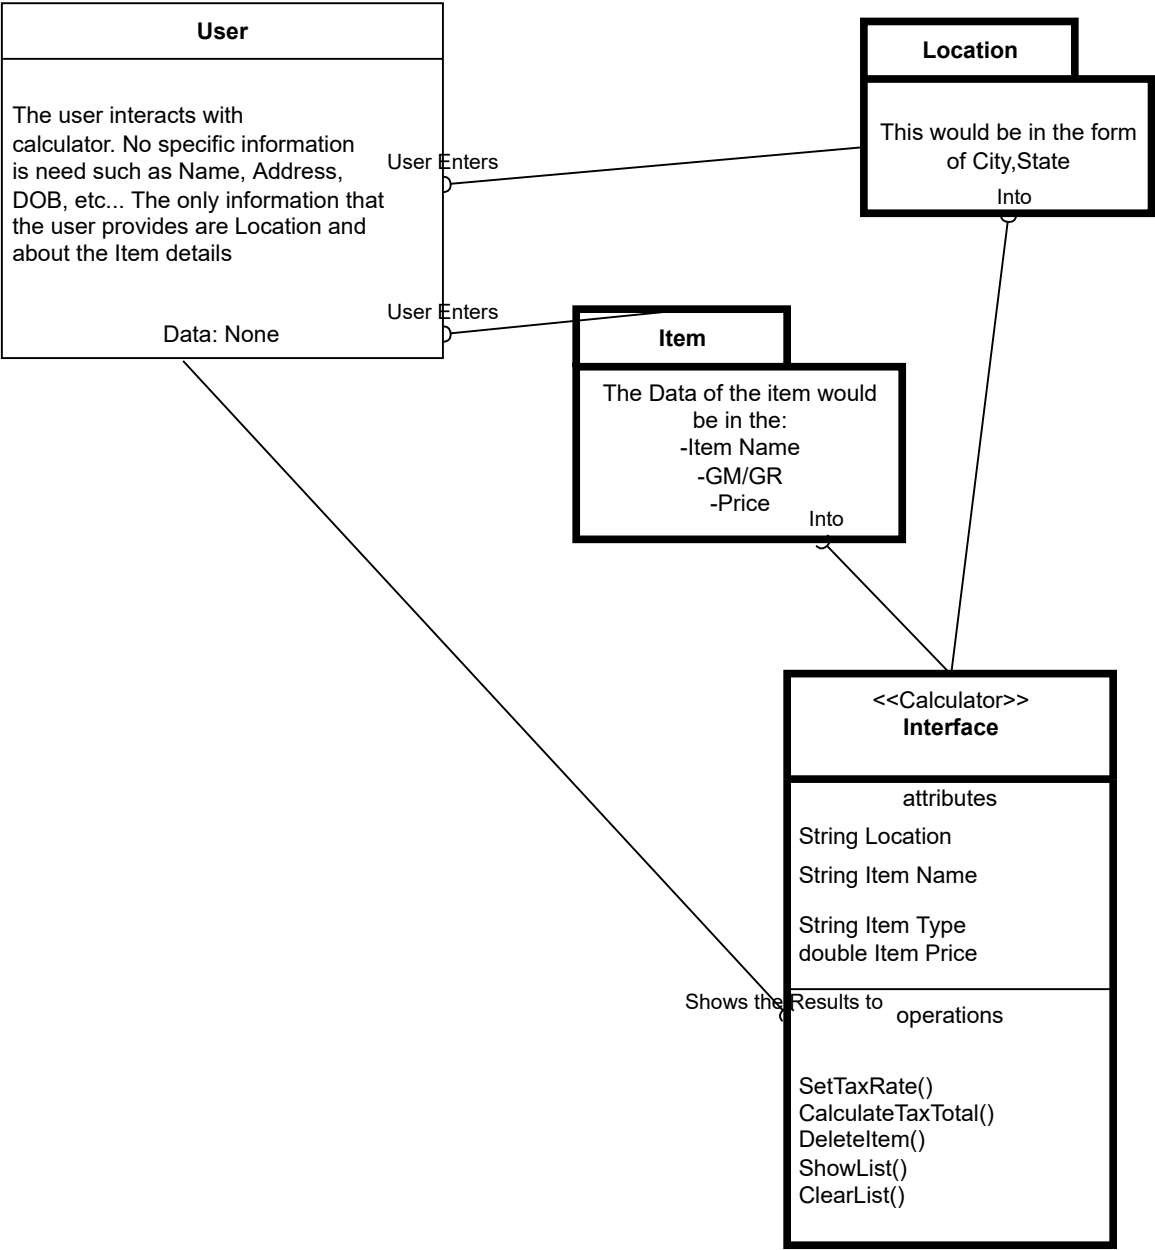 User
The user interacts with
calculator. No specific information
is need such as Name, Address,
DOB, etc... The only information that
the user provides are Location and
about the Item details
Data: None
User Enters
User Enters
Location
This would be in the form
of City,State
Into
Item
The Data of the item would
be in the:
-Item Name
-GM/GR
-Price
Into
<<Calculator>>
Interface
attributes
String Location
String Item Name
String Item Type
double Item Price
Shows the Results to
operations
SetTaxRate()
CalculateTaxTotal()
DeleteItem()
ShowList()
ClearList()